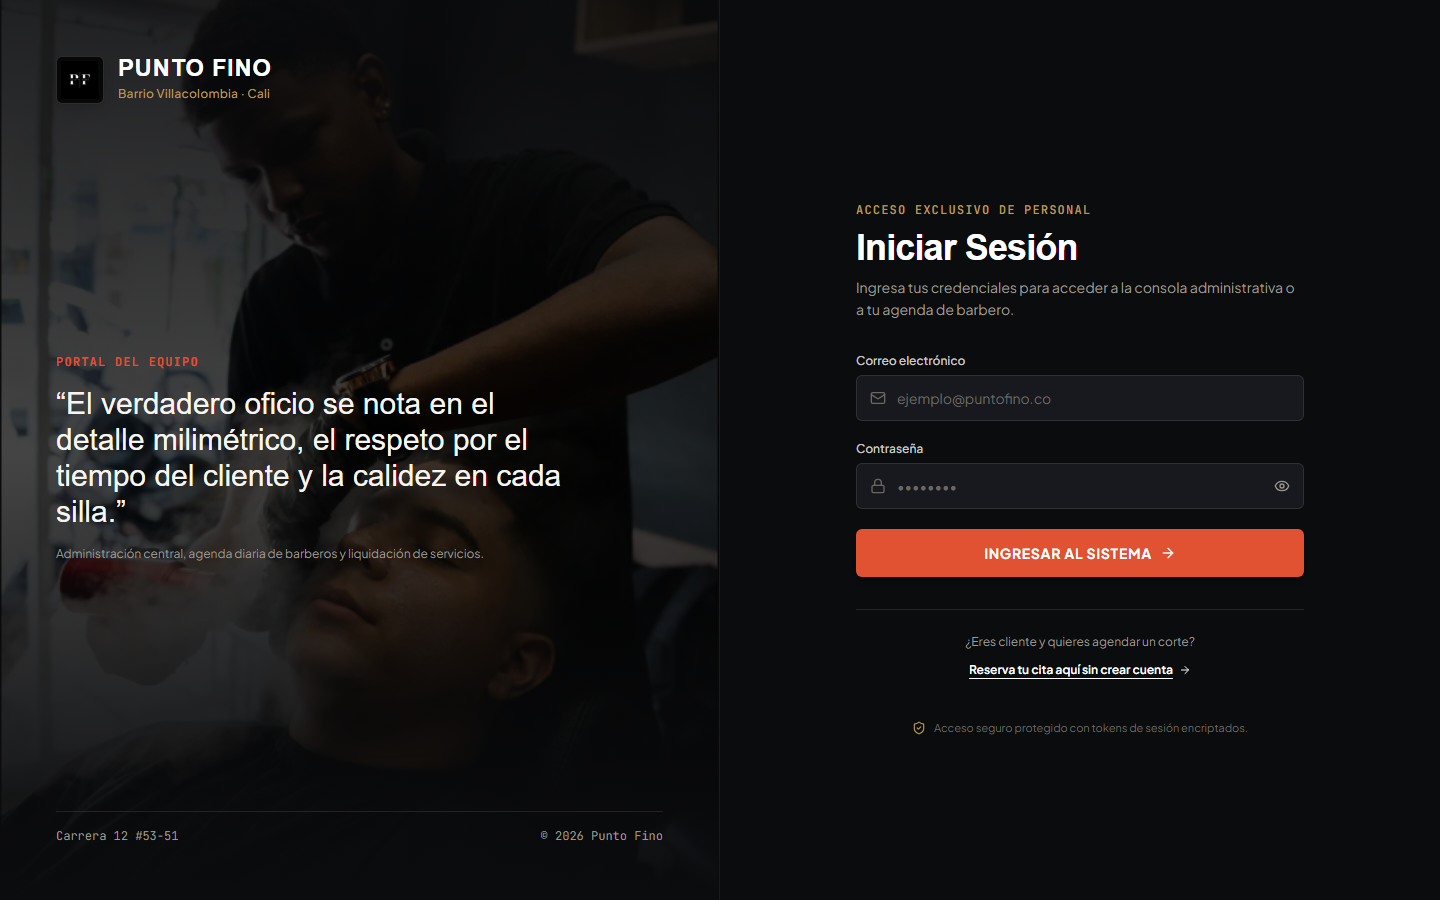 PF
PUNTO FINO
Barrio Villacolombia · Cali
PORTAL DEL EQUIPO
“El verdadero oficio se nota en el
detalle milimétrico, el respeto por el
tiempo del cliente y la calidez en cada
silla.”
Administración central, agenda diaria de barberos y liquidación de servicios.
Carrera 12 #53-51
© 2026 Punto Fino
ACCESO EXCLUSIVO DE PERSONAL
Iniciar Sesión
Ingresa tus credenciales para acceder a la consola administrativa o
a tu agenda de barbero.
Correo electrónico
ejemplo@puntofino.co
Contraseña
••••••••
INGRESAR AL SISTEMA →
¿Eres cliente y quieres agendar un corte?
Reserva tu cita aquí sin crear cuenta →
Acceso seguro protegido con tokens de sesión encriptados.